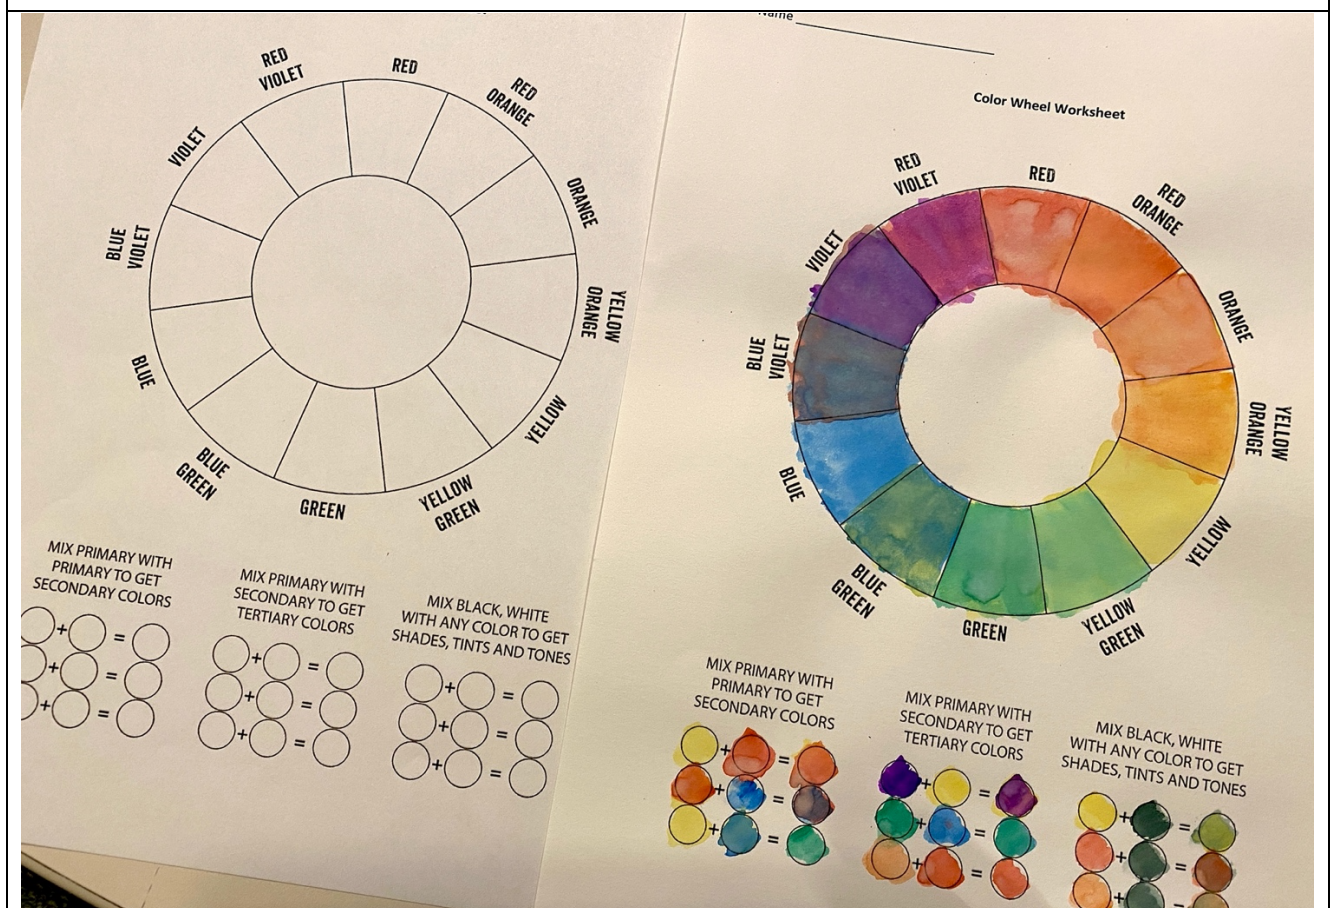 RED
VIOLET
RED
RED
ORANGE
ORANGE
YELLOW
ORANGE
YELLOW
YELLOW
GREEN
GREEN
BLUE
GREEN
BLUE
BLUE
VIOLET
VIOLET
MIX PRIMARY WITH
PRIMARY TO GET
SECONDARY COLORS
+ =
+ =
+ =
MIX PRIMARY WITH
SECONDARY TO GET
TERTIARY COLORS
+ =
+ =
+ =
MIX BLACK, WHITE
WITH ANY COLOR TO GET
SHADES, TINTS AND TONES
+ =
+ =
+ =
Name
Color Wheel Worksheet
RED
VIOLET
RED
RED
ORANGE
ORANGE
YELLOW
ORANGE
YELLOW
YELLOW
GREEN
GREEN
BLUE
GREEN
BLUE
BLUE
VIOLET
VIOLET
MIX PRIMARY WITH
PRIMARY TO GET
SECONDARY COLORS
+ =
+ =
+ =
MIX PRIMARY WITH
SECONDARY TO GET
TERTIARY COLORS
+ =
+ =
+ =
MIX BLACK, WHITE
WITH ANY COLOR TO GET
SHADES, TINTS AND TONES
+ =
+ =
+ =